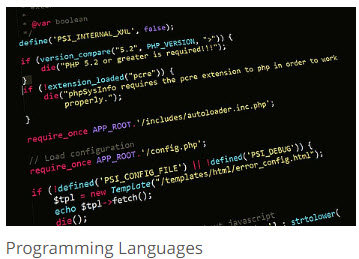 * @var boolean
*/
define('PSI_INTERNAL_XML', false);
if (version_compare("5.2", PHP_VERSION, ">")) {
die("PHP 5.2 or greater is required!!!");
}
if (!extension_loaded("pcre")) {
die("phpSysInfo requires the pcre extension to php in order to work
properly.");
}
require_once APP_ROOT.'/includes/autoloader.inc.php';
// Load configuration
require_once APP_ROOT.'/config.php';
if (!defined('PSI_CONFIG_FILE') || !defined('PSI_DEBUG')) {
$tpl = new Template("/templates/html/error_config.html");
echo $tpl->fetch();
die();
javascript
strtolower(
Programming Languages